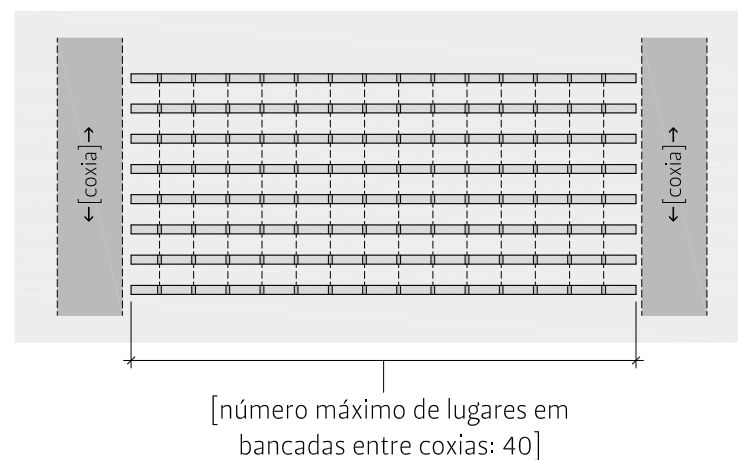 ←[coxia]→
←[coxia]→
[número máximo de lugares em
bancadas entre coxias: 40]